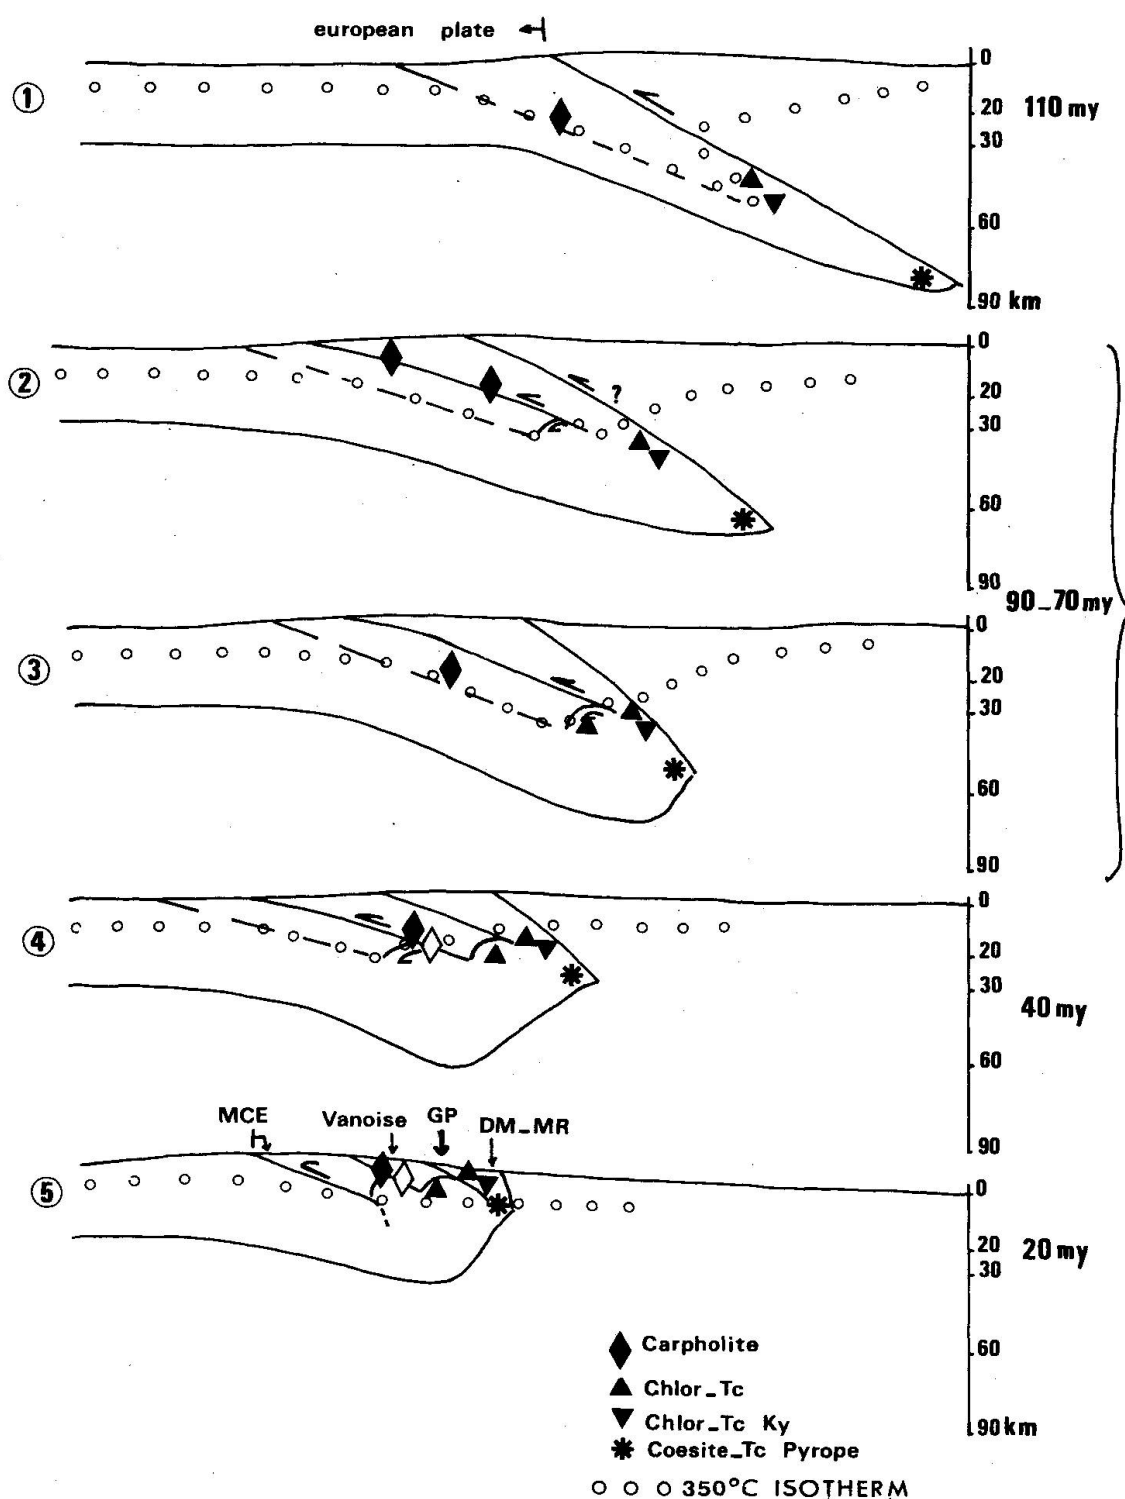 european plate
1
0
20
30
60
90 km
110 my
2
0
20
30
60
90
?
90_70 my
3
0
20
30
60
90
4
0
20
30
60
90
40 my
MCE
Vanoise
GP
DM_MR
5
0
20
30
60
90 km
20 my
Carpholite
Chlor_Tc
Chlor_Tc Ky
Coesite_Tc Pyrope
350°C ISOTHERM